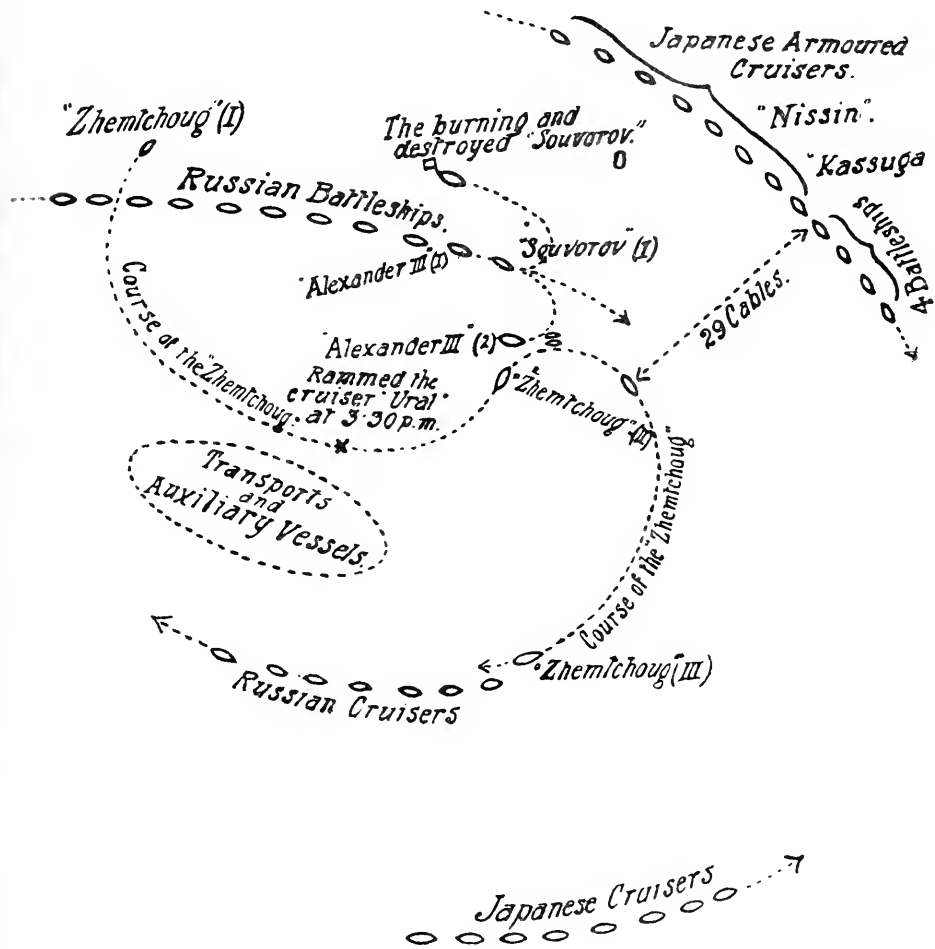 Japanese Armoured
Cruisers.
"Nissin".
"Kassuga
4 Battleships
"Zhemtchoug" (I)
The burning and
destroyed "Souvorov."
Russian Battleships.
"Alexander III" (1)
"Souvorov" (I)
29 Cables.
Course of the "Zhemtchoug".
Alexander III" (2)
Rammed the
cruiser "Ural"
at 3·30 p.m.
"Zhemtchoug" (II)
Transports
and
Auxiliary Vessels.
Course of the "Zhemtchoug"
"Zhemtchoug" (III)
Russian Cruisers
Japanese Cruisers